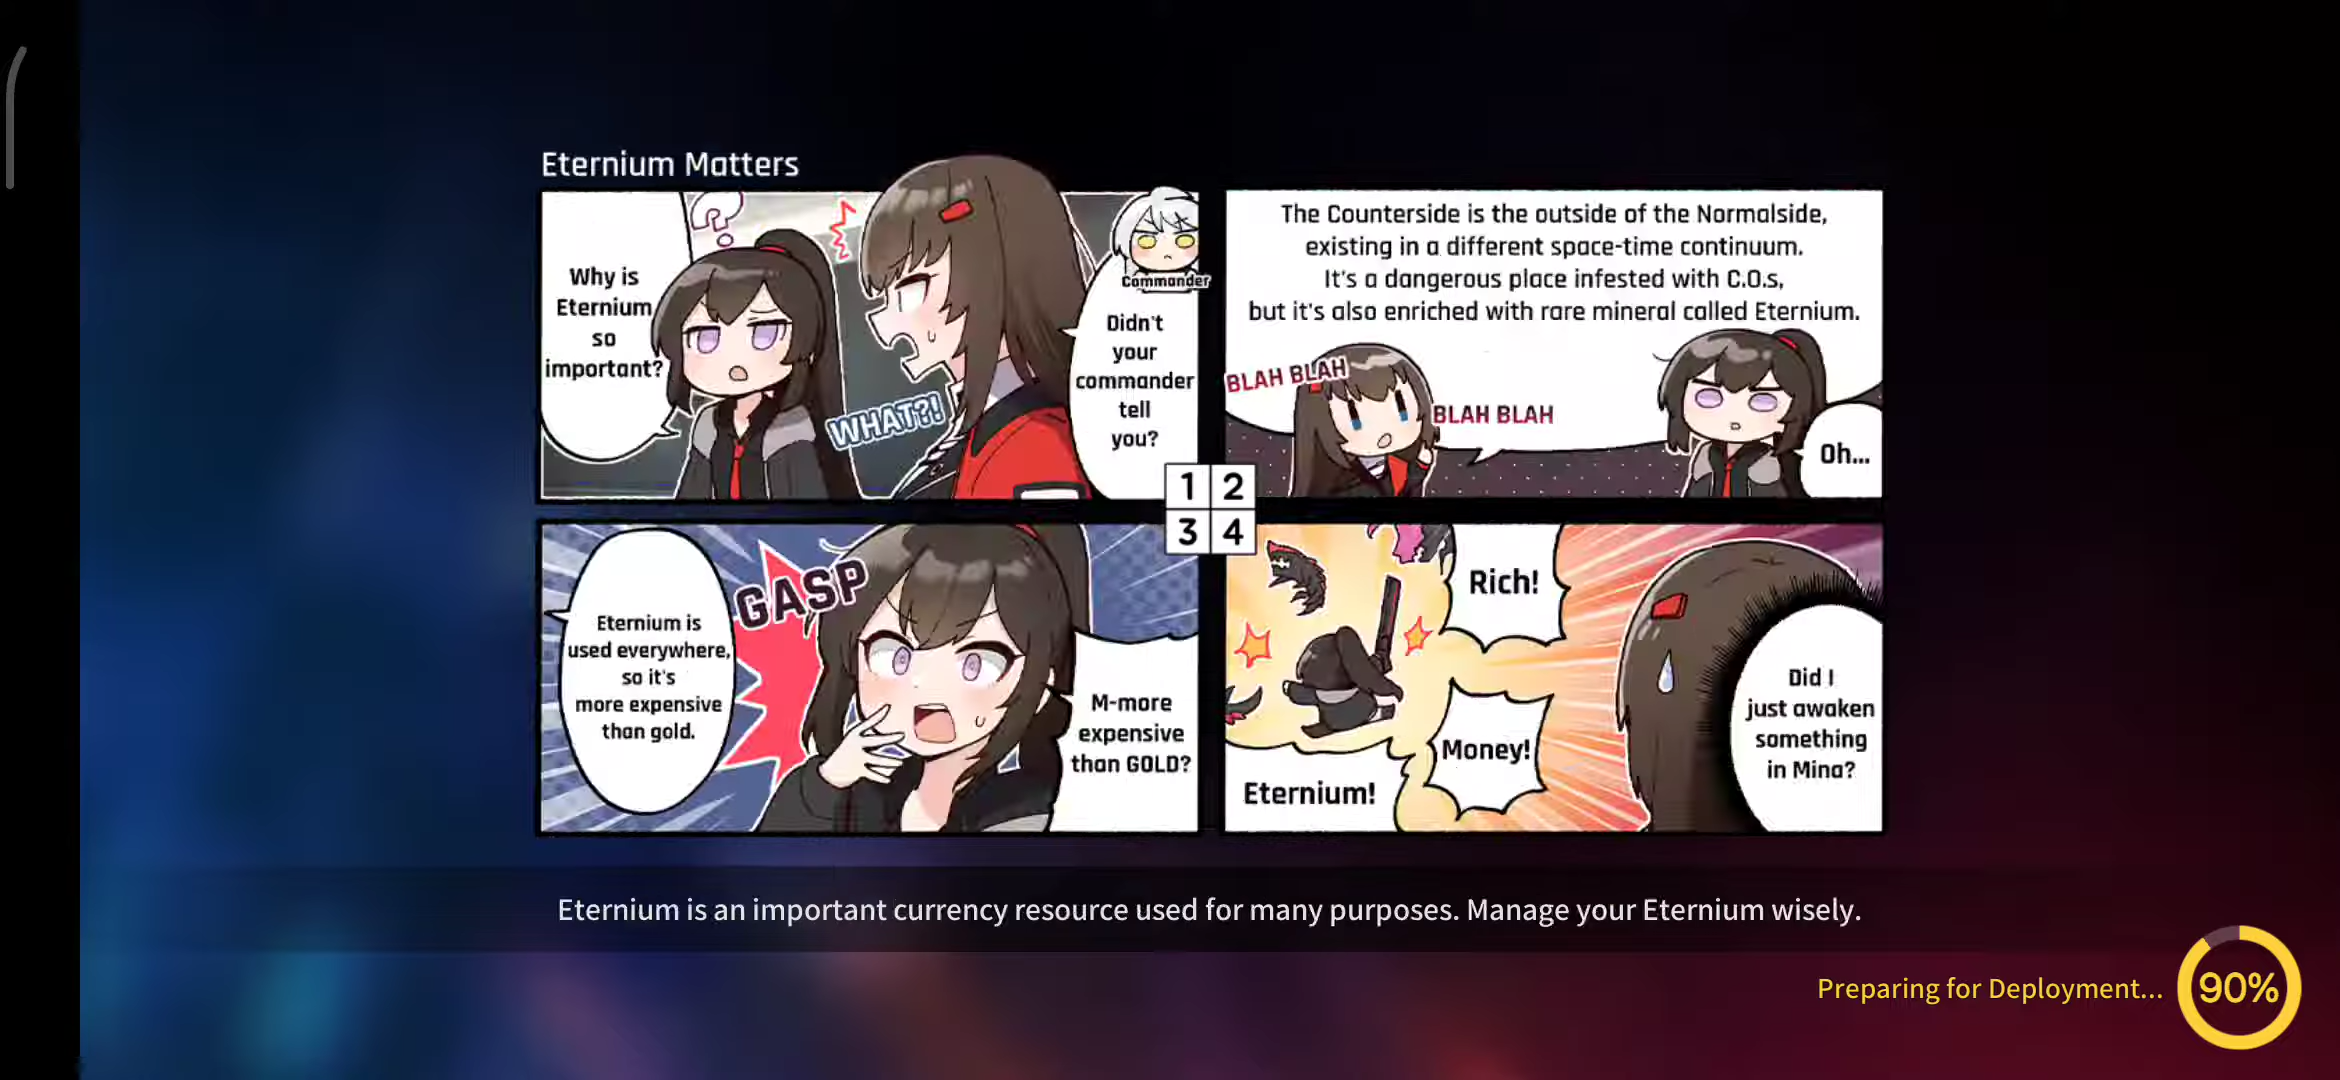 Eternium Matters
Why is
Eternium
so
important?
WHAT?!
Commander
Didn't
your
commander
tell
you?
The Counterside is the outside of the Normalside,
existing in a different space-time continuum.
It's a dangerous place infested with C.O.s,
but it's also enriched with rare mineral called Eternium.
BLAH BLAH
BLAH BLAH
Oh...
1 2
3 4
Eternium is
used everywhere,
so it's
more expensive
than gold.
GASP
M-more
expensive
than GOLD?
Rich!
Money!
Eternium!
Did I
just awaken
something
in Mina?
Eternium is an important currency resource used for many purposes. Manage your Eternium wisely.
Preparing for Deployment...
90%